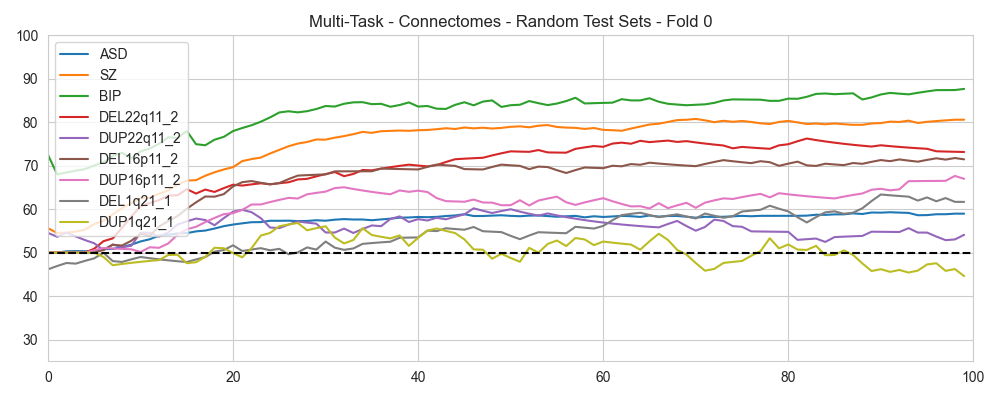 Multi-Task - Connectomes - Random Test Sets - Fold 0
100
90
80
70
60
50
40
30
ASD
SZ
BIP
DEL22q11_2
DUP22q11_2
DEL16p11_2
DUP16p11_2
DEL1q21_1
DUP1q21_1
0 20 40 60 80 100